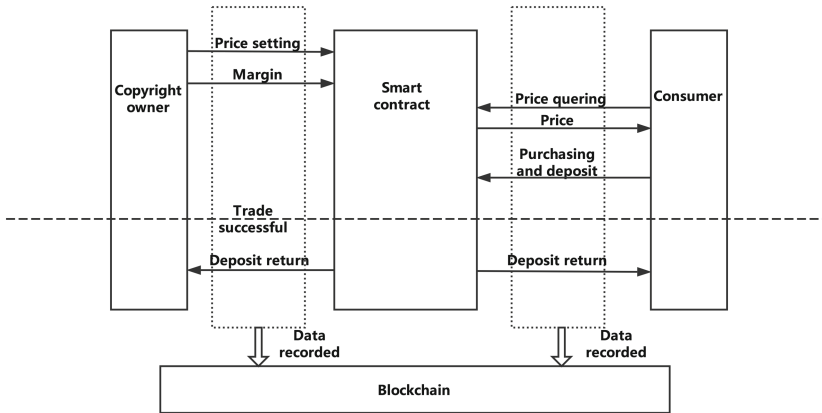 Price setting
Margin
Copyright
owner
Smart
contract
Price quering
Price
Consumer
Purchasing
and deposit
Trade
successful
Deposit return
Deposit return
Data
recorded
Data
recorded
Blockchain